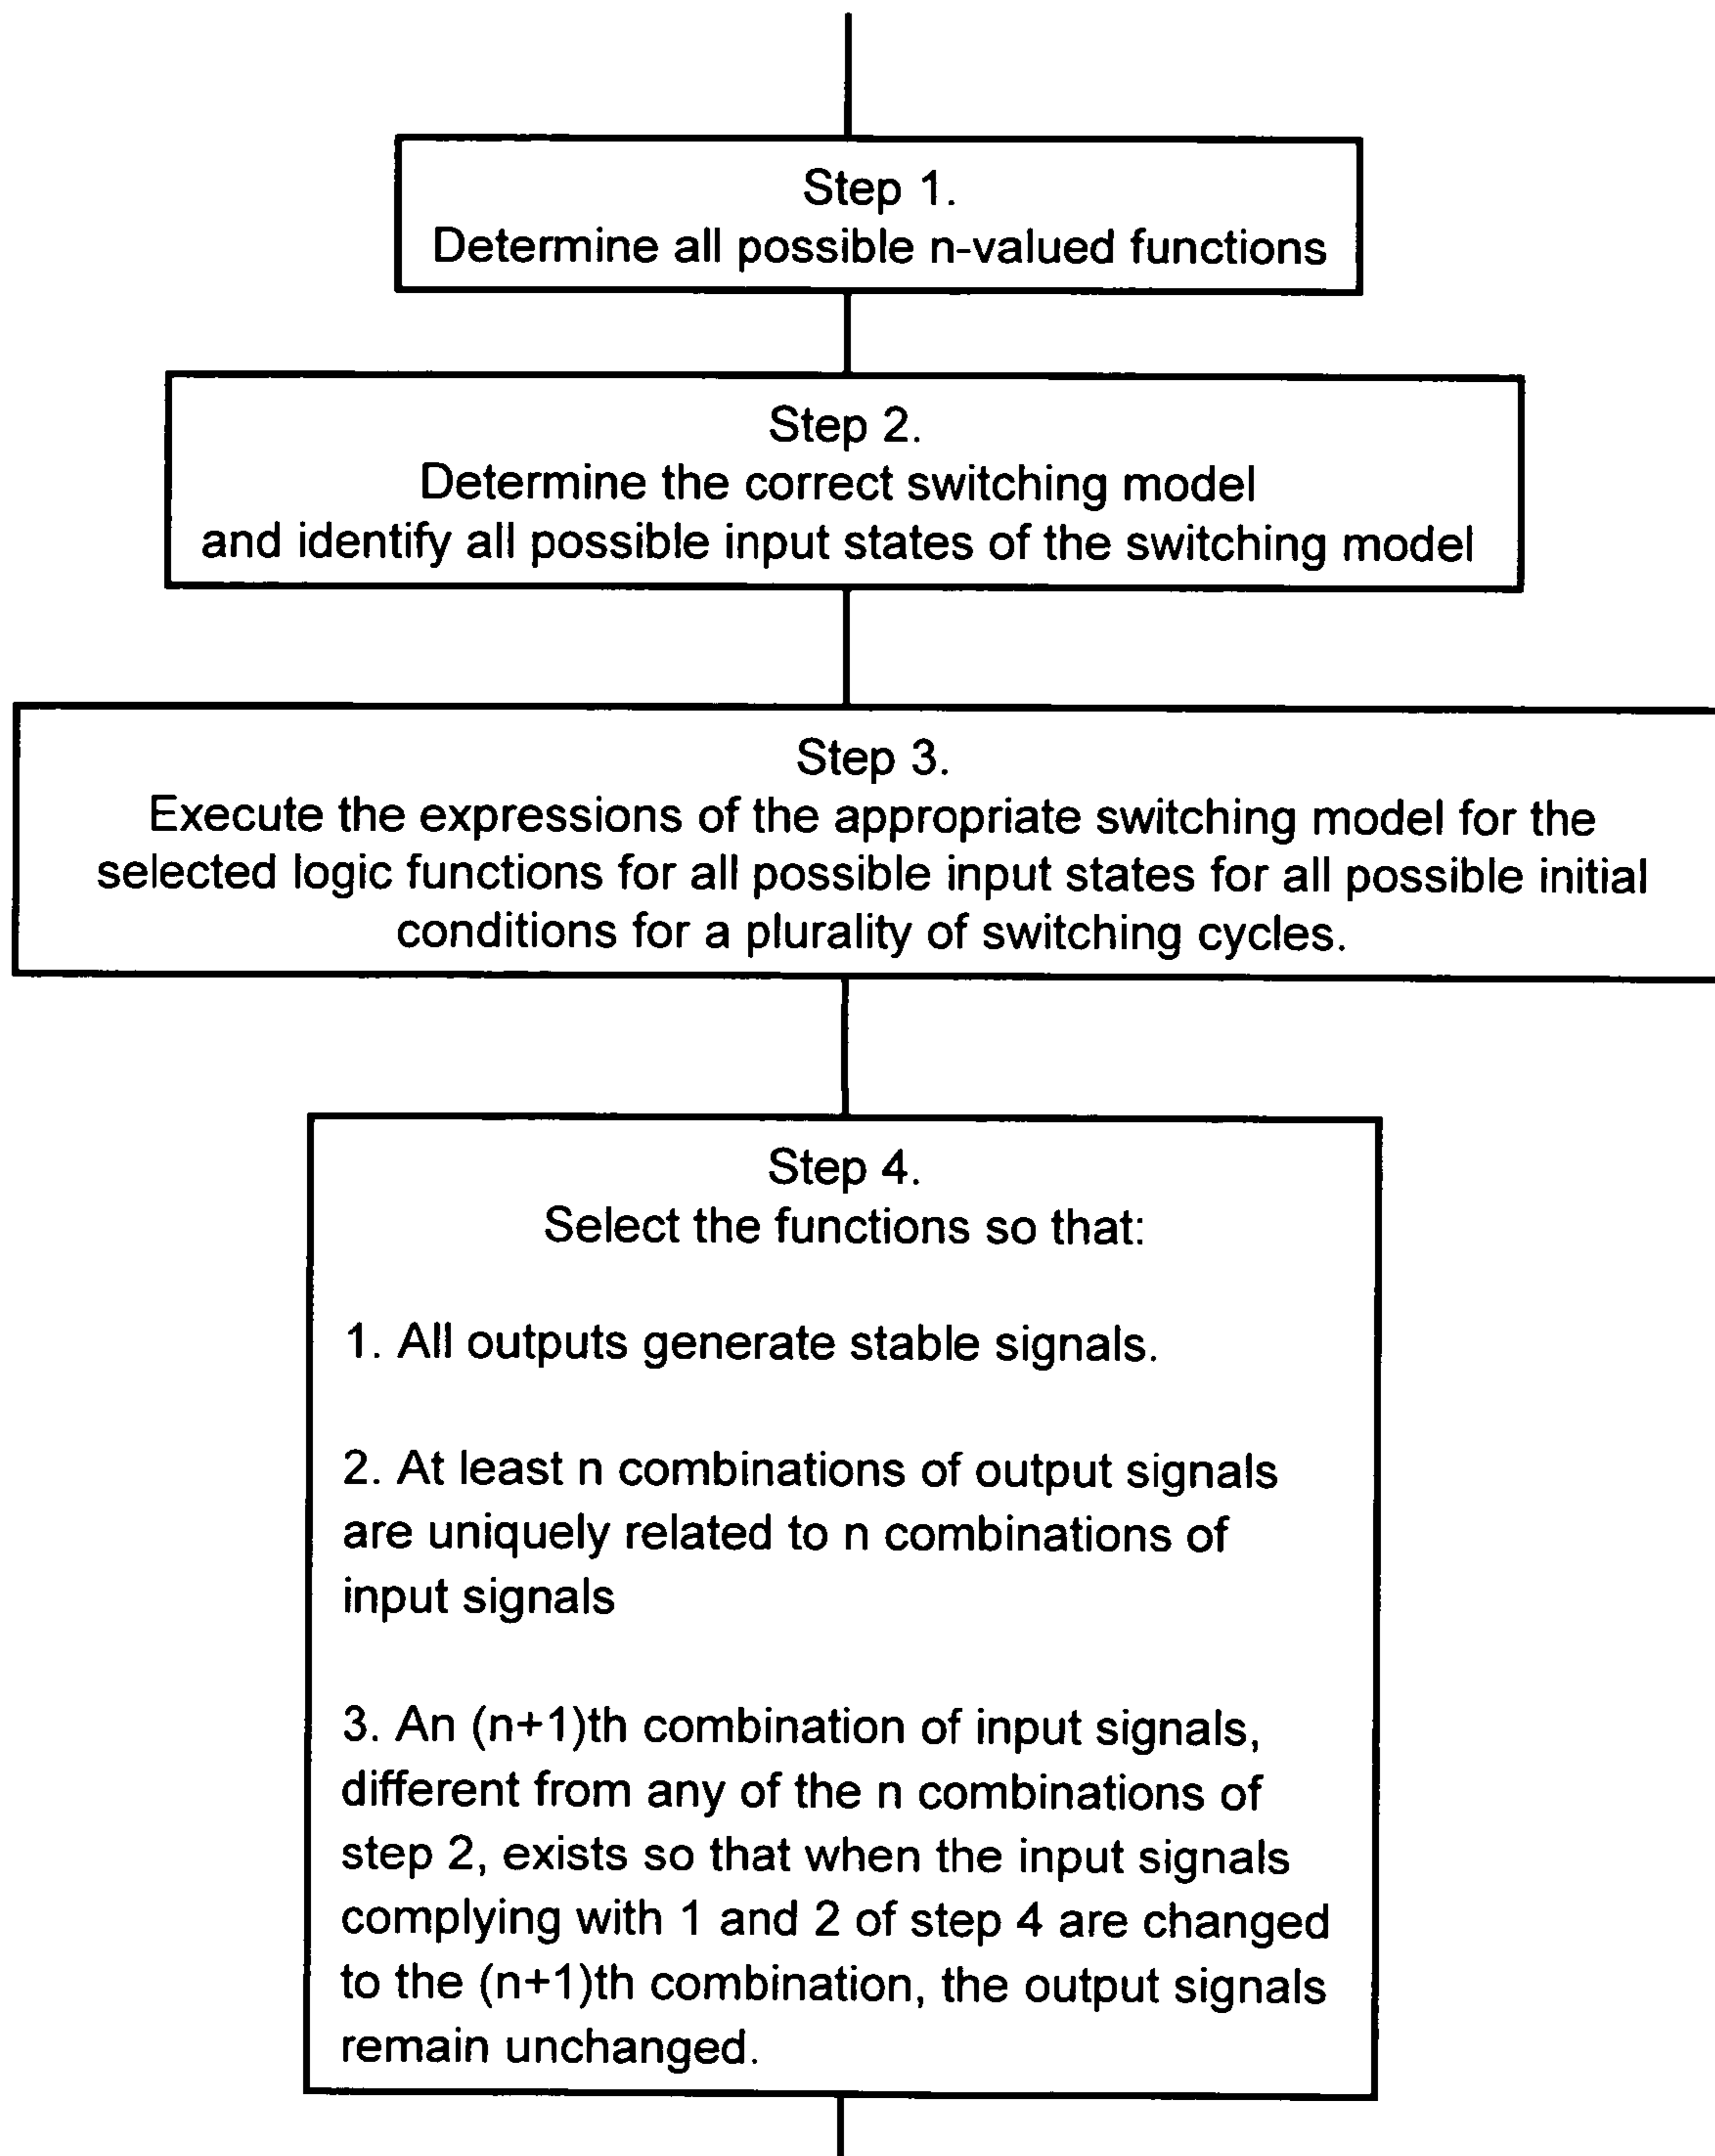 Step 1.
Determine all possible n-valued functions
Step 2.
Determine the correct switching model
and identify all possible input states of the switching model
Step 3.
Execute the expressions of the appropriate switching model for the
selected logic functions for all possible input states for all possible initial
conditions for a plurality of switching cycles.
Step 4.
Select the functions so that:
1. All outputs generate stable signals.
2. At least n combinations of output signals
are uniquely related to n combinations of
input signals
3. An (n+1)th combination of input signals,
different from any of the n combinations of
step 2, exists so that when the input signals
complying with 1 and 2 of step 4 are changed
to the (n+1)th combination, the output signals
remain unchanged.